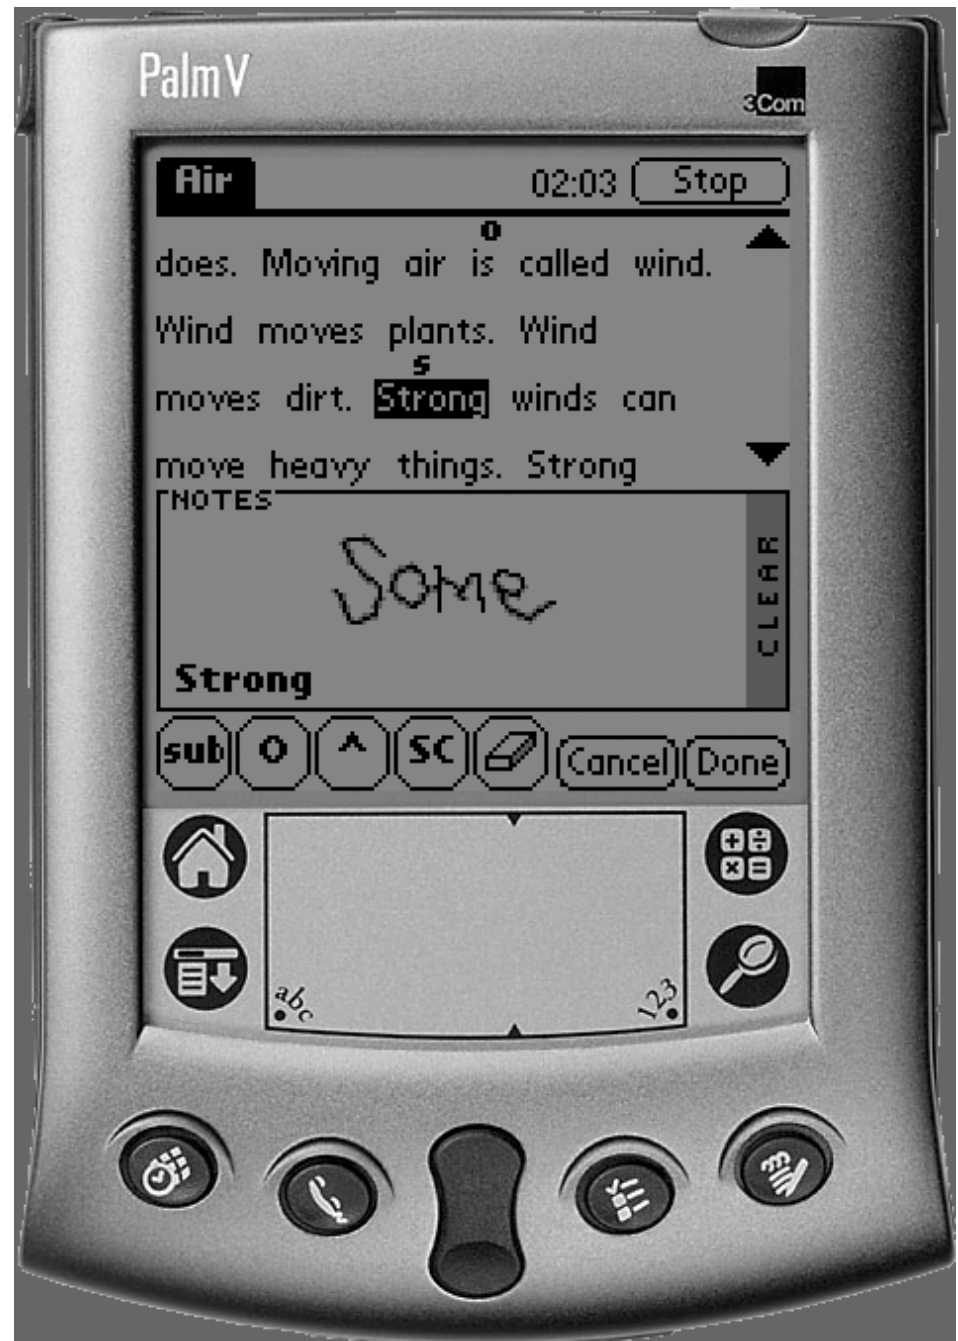 PalmV
3Com
Air 02:03 Stop
o
does. Moving air is called wind.
Wind moves plants. Wind
s
moves dirt. Strong winds can
move heavy things. Strong
NOTES
Some
CLEAR
Strong
sub O ^ SC Cancel Done
abc 123